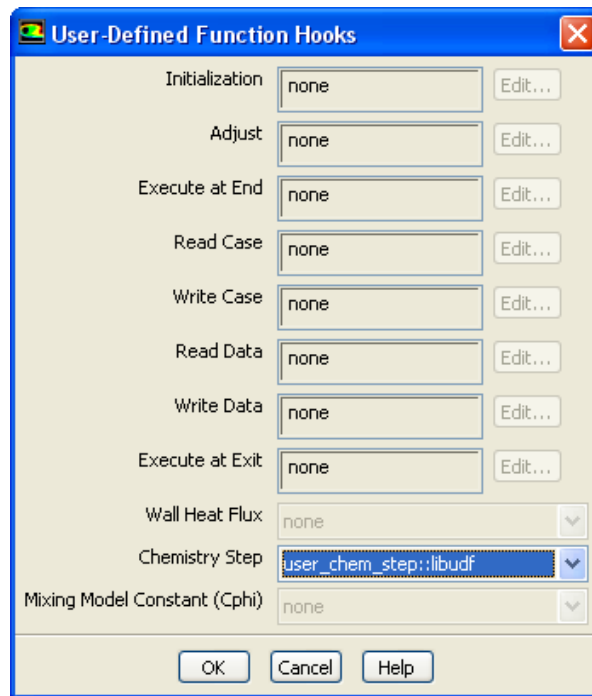 User-Defined Function Hooks
Initialization none Edit...
Adjust none Edit...
Execute at End none Edit...
Read Case none Edit...
Write Case none Edit...
Read Data none Edit...
Write Data none Edit...
Execute at Exit none Edit...
Wall Heat Flux none
Chemistry Step user_chem_step::libudf
Mixing Model Constant (Cphi) none
OK Cancel Help